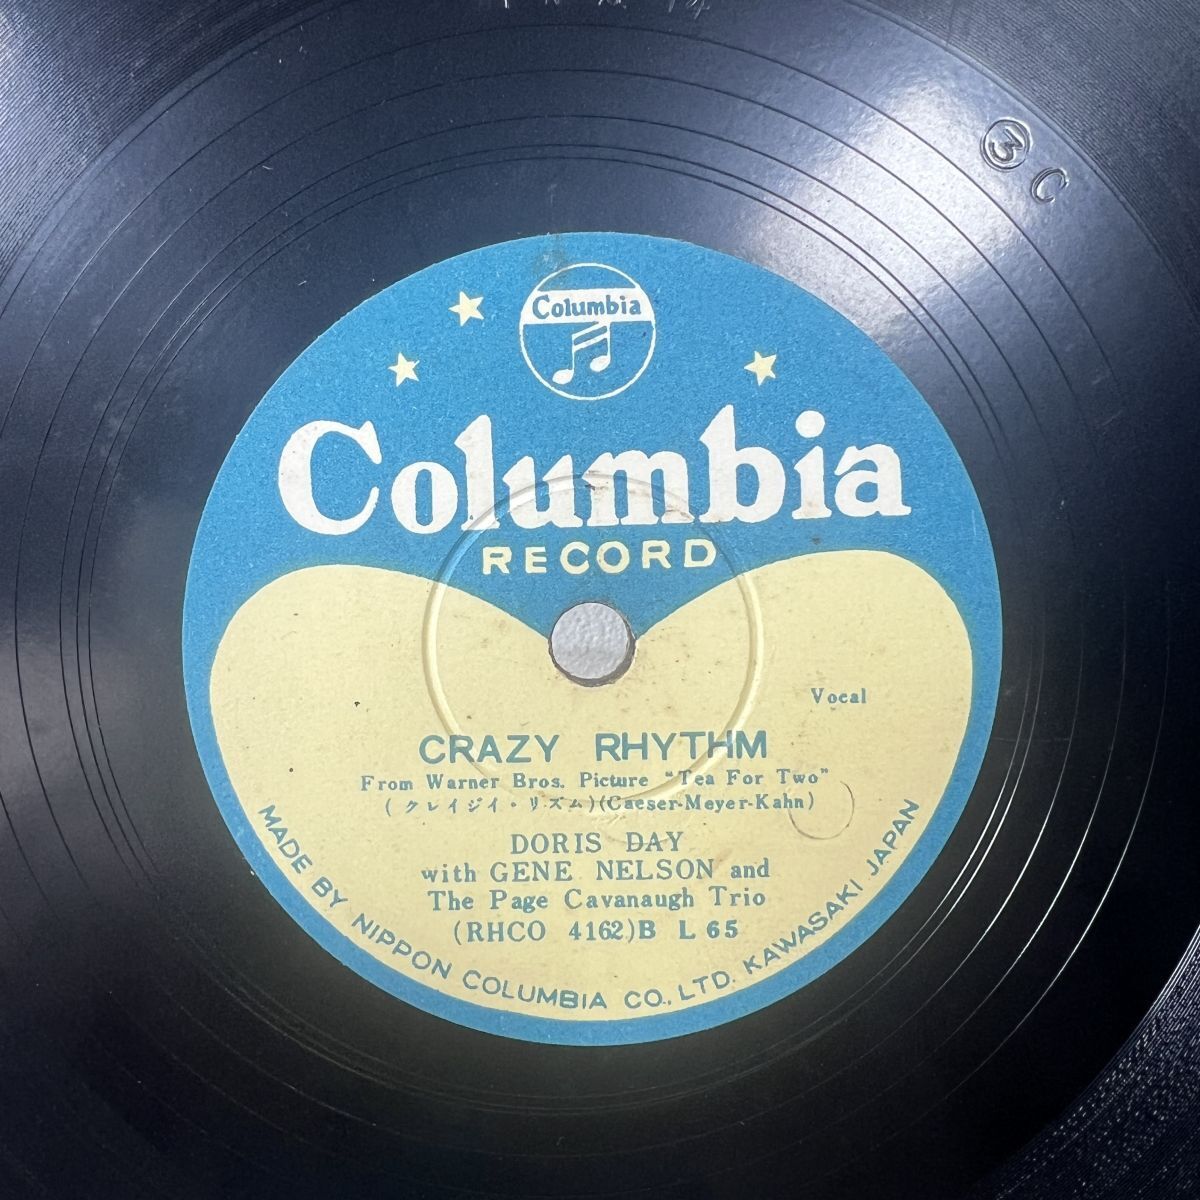 ③ C
Columbia
Columbia
RECORD
Vocal
CRAZY RHYTHM
From Warner Bros. Picture "Tea For Two"
(クレイジイ・リズム)(Caeser-Meyer-Kahn)
DORIS DAY
with GENE NELSON and
The Page Cavanaugh Trio
(RHCO 4162)B L 65
MADE BY NIPPON COLUMBIA CO., LTD. KAWASAKI JAPAN